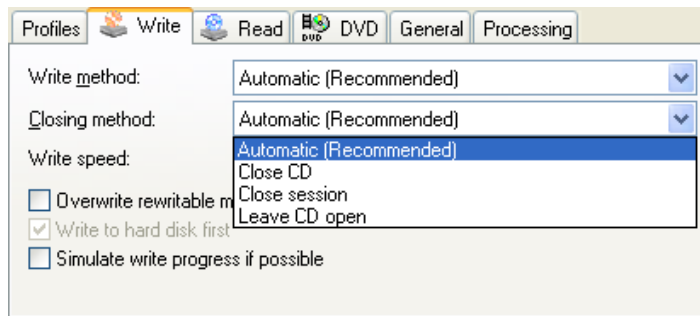 Profiles Write Read DVD DVD General Processing
Write method: Automatic (Recommended)
Closing method: Automatic (Recommended)
Write speed: Automatic (Recommended)
Close CD
Overwrite rewritable m Close session
Write to hard disk first Leave CD open
Simulate write progress if possible